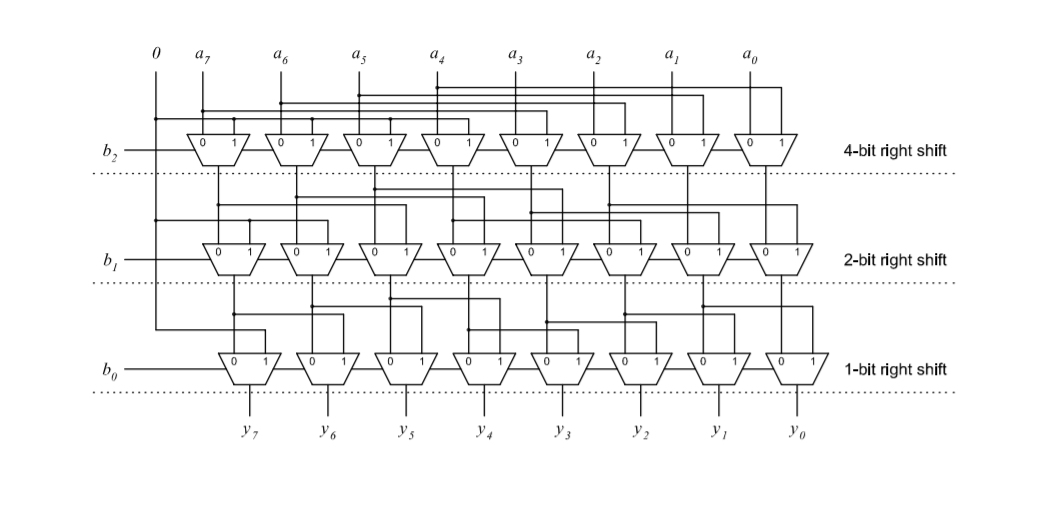 0 a7 a6 a5 a4 a3 a2 a1 a0
0 1 0 1 0 1 0 1 0 1 0 1 0 1 0 1
b2 4-bit right shift
0 1 0 1 0 1 0 1 0 1 0 1 0 1 0 1
b1 2-bit right shift
0 1 0 1 0 1 0 1 0 1 0 1 0 1 0 1
b0 1-bit right shift
y7 y6 y5 y4 y3 y2 y1 y0